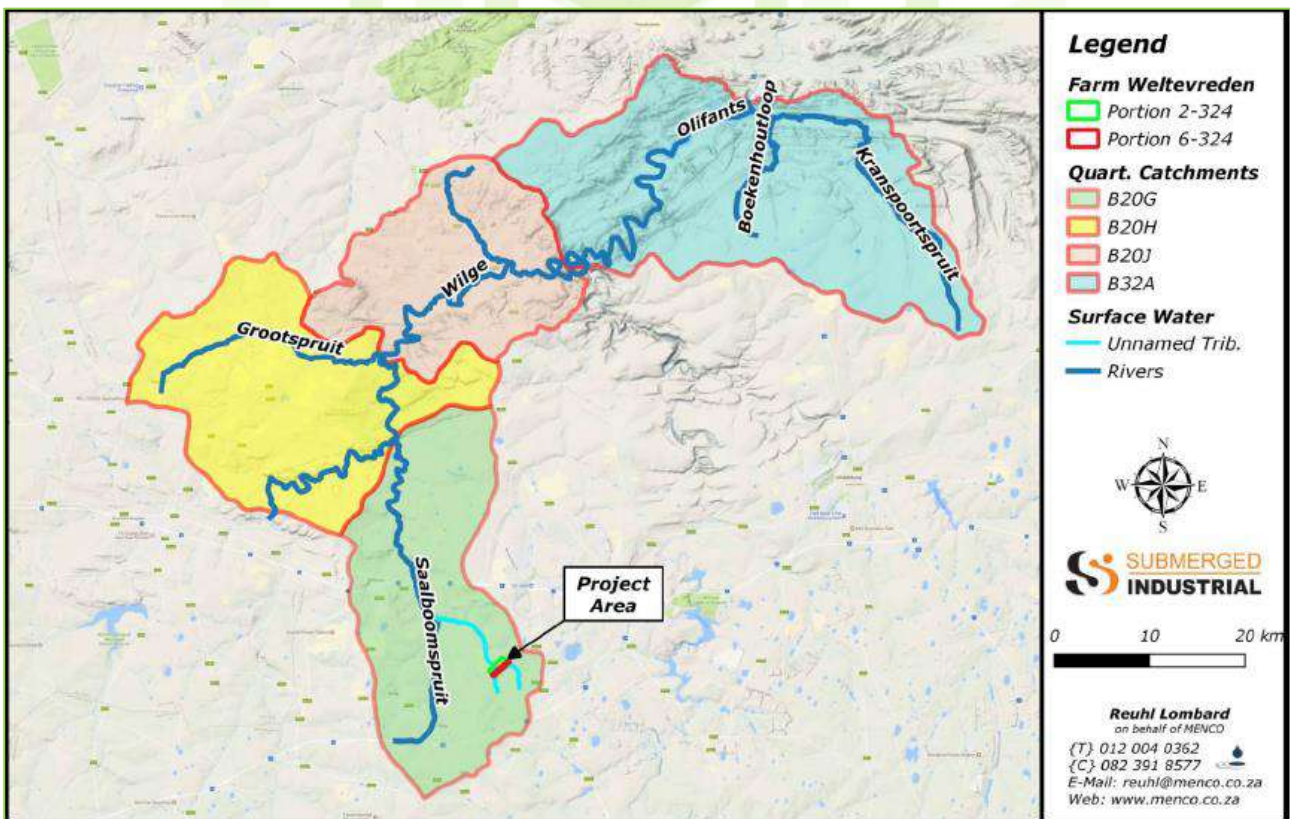 Olifants
Boekenhoutloop
Kranspoortspruit
Wilge
Grootspruit
Saalboomspruit
Project
Area
Legend
Farm Weltevreden
Portion 2-324
Portion 6-324
Quart. Catchments
B20G
B20H
B20J
B32A
Surface Water
Unnamed Trib.
Rivers
N
W E
S
SUBMERGED
INDUSTRIAL
0 10 20 km
Reuhl Lombard
on behalf of MENCO
{T} 012 004 0362
{C} 082 391 8577
E-Mail: reuhl@menco.co.za
Web: www.menco.co.za